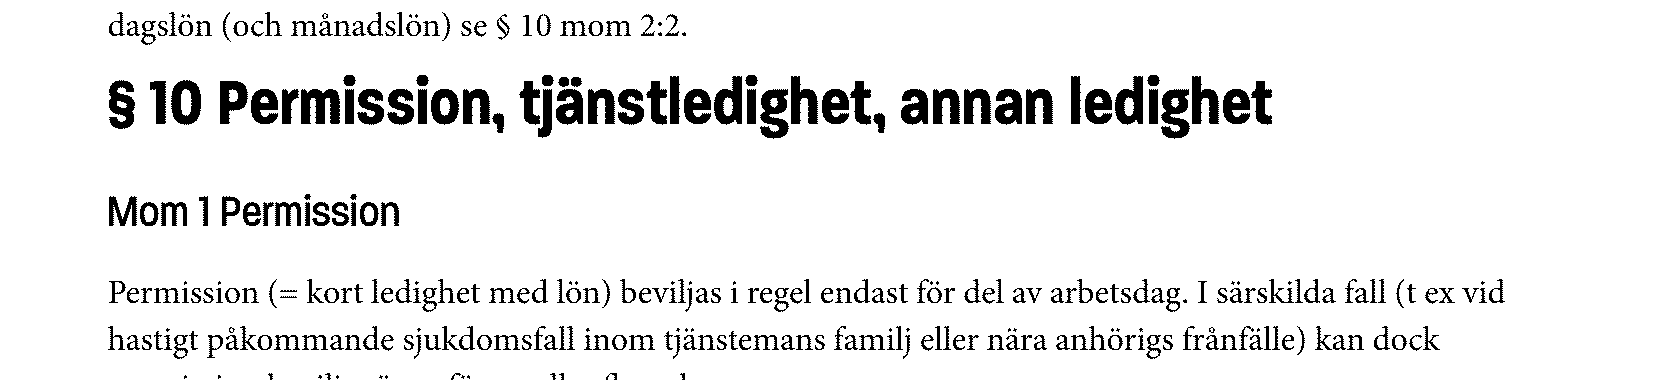 dagslön (och månadslön) se § 10 mom 2:2.
§ 10 Permission, tjänstledighet, annan ledighet
Mom 1 Permission
Permission (= kort ledighet med lön) beviljas i regel endast för del av arbetsdag. I särskilda fall (t ex vid
hastigt påkommande sjukdomsfall inom tjänstemans familj eller nära anhörigs frånfälle) kan dock